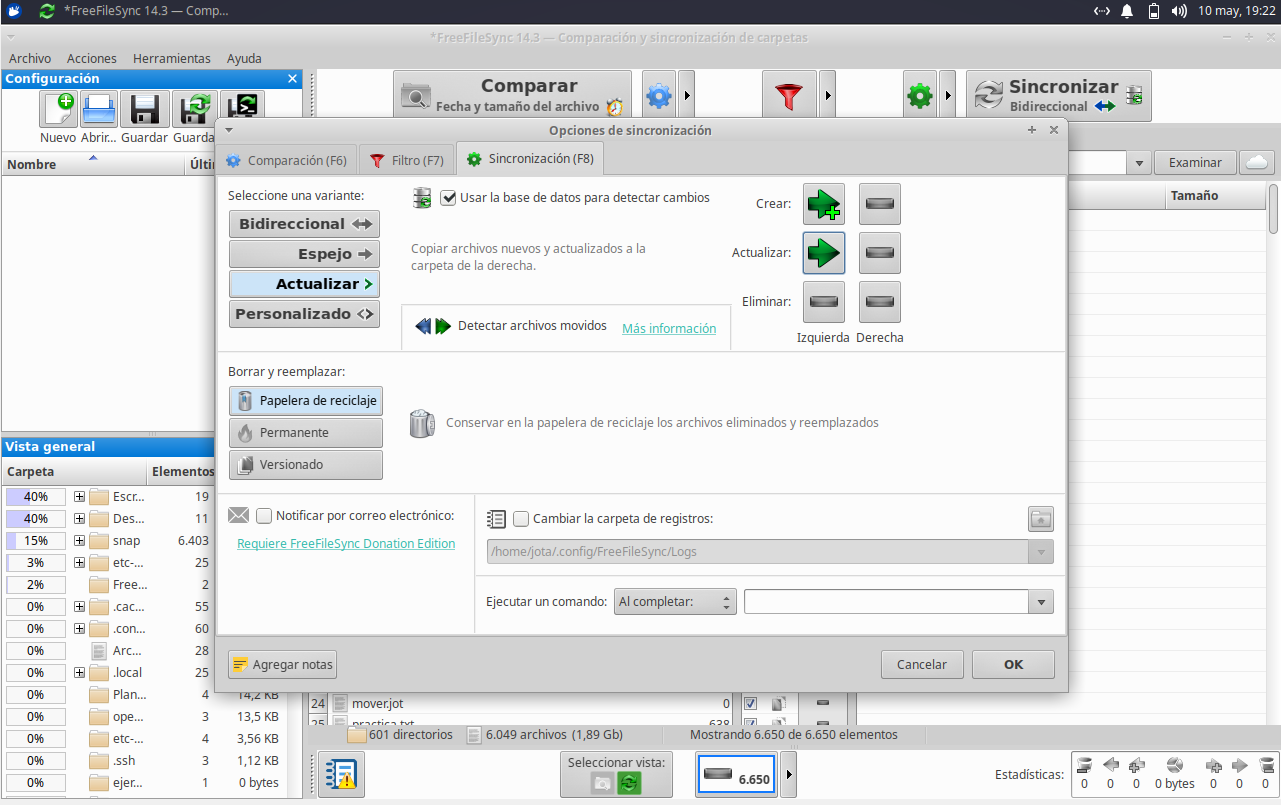 *FreeFileSync 14.3 — Comp...
10 may, 19:22
*FreeFileSync 14.3 — Comparación y sincronización de carpetas
Archivo Acciones Herramientas Ayuda
Configuración
Nuevo Abrir... Guardar Guarda
Nombre Últi
Comparar
Fecha y tamaño del archivo
Sincronizar
Bidireccional
Examinar
Tamaño
Opciones de sincronización
Comparación (F6) Filtro (F7) Sincronización (F8)
Seleccione una variante:
Bidireccional
Espejo
Actualizar
Personalizado
Usar la base de datos para detectar cambios
Copiar archivos nuevos y actualizados a la
carpeta de la derecha.
Detectar archivos movidos Más información
Crear:
Actualizar:
Eliminar:
Izquierda Derecha
Borrar y reemplazar:
Papelera de reciclaje
Permanente
Versionado
Conservar en la papelera de reciclaje los archivos eliminados y reemplazados
Notificar por correo electrónico:
Requiere FreeFileSync Donation Edition
Cambiar la carpeta de registros:
/home/jota/.config/FreeFileSync/Logs
Ejecutar un comando: Al completar:
Agregar notas
Cancelar OK
Vista general
Carpeta Elementos
40% Escr... 19
40% Des... 11
15% snap 6.403
3% etc-... 25
2% Free... 2
0% .cac... 55
0% .con... 60
0% Arc... 28
0% .local 25
0% Plan... 4 14,2 KB
0% ope... 3 13,5 KB
0% etc-... 4 3,56 KB
0% .ssh 3 1,12 KB
0% ejer... 1 0 bytes
24 mover.jot 0
25 practica.txt 638
601 directorios 6.049 archivos (1,89 Gb) Mostrando 6.650 de 6.650 elementos
Seleccionar vista:
6.650
Estadísticas:
0 0 0 0 bytes 0 0 0